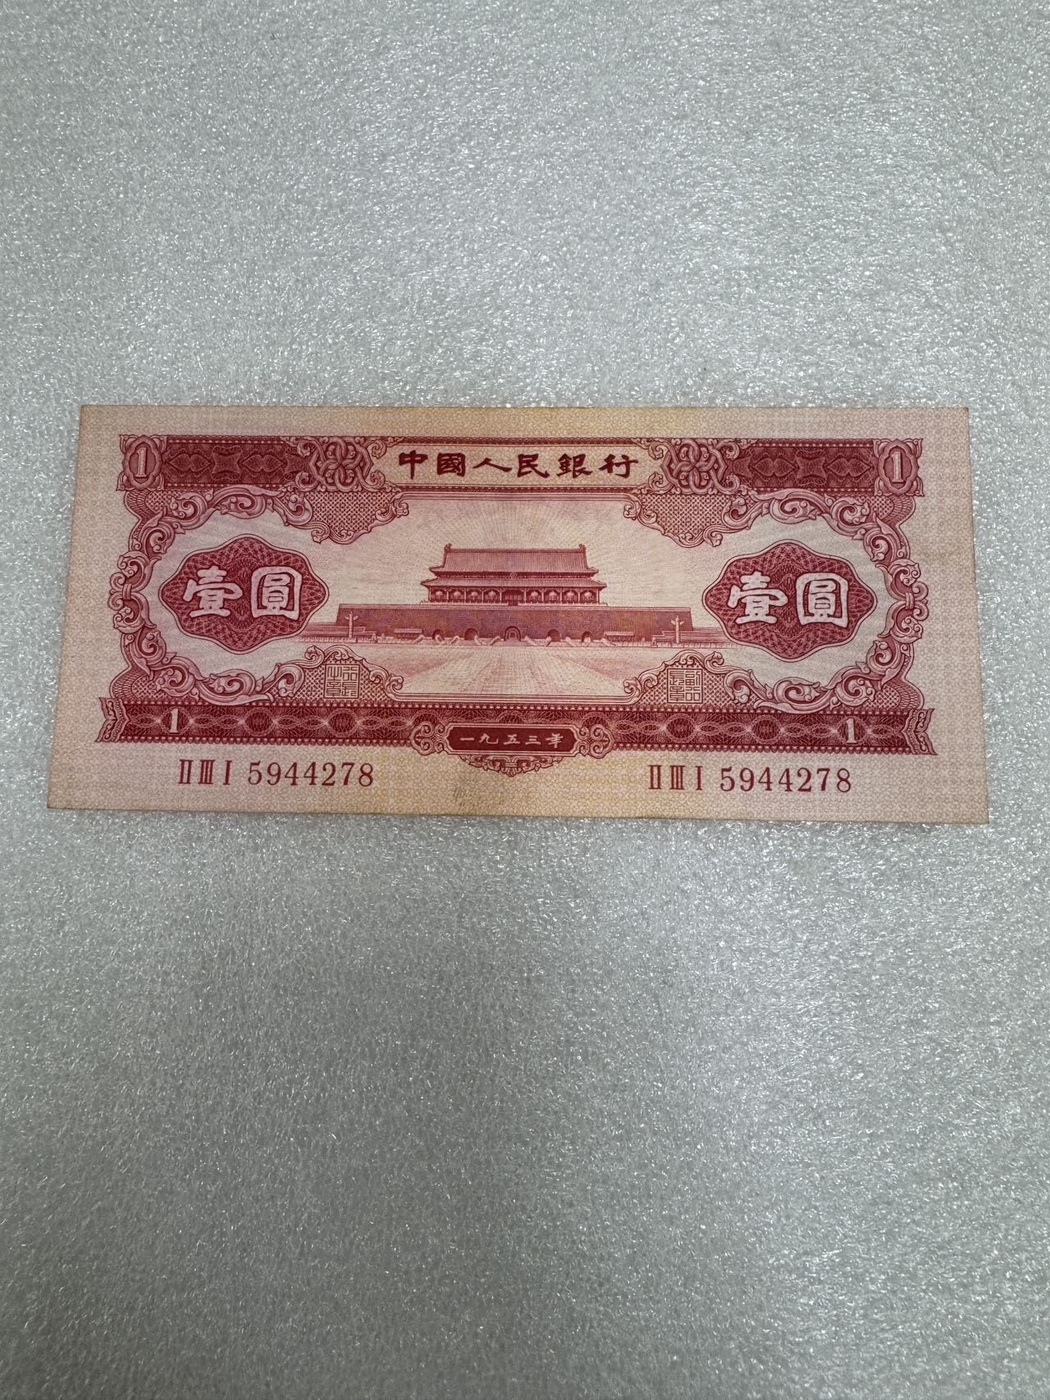 1 中國人民銀行 1
壹圓 壹圓
1 一九五三年 1
ⅡⅢⅠ 5944278 ⅡⅢⅠ 5944278